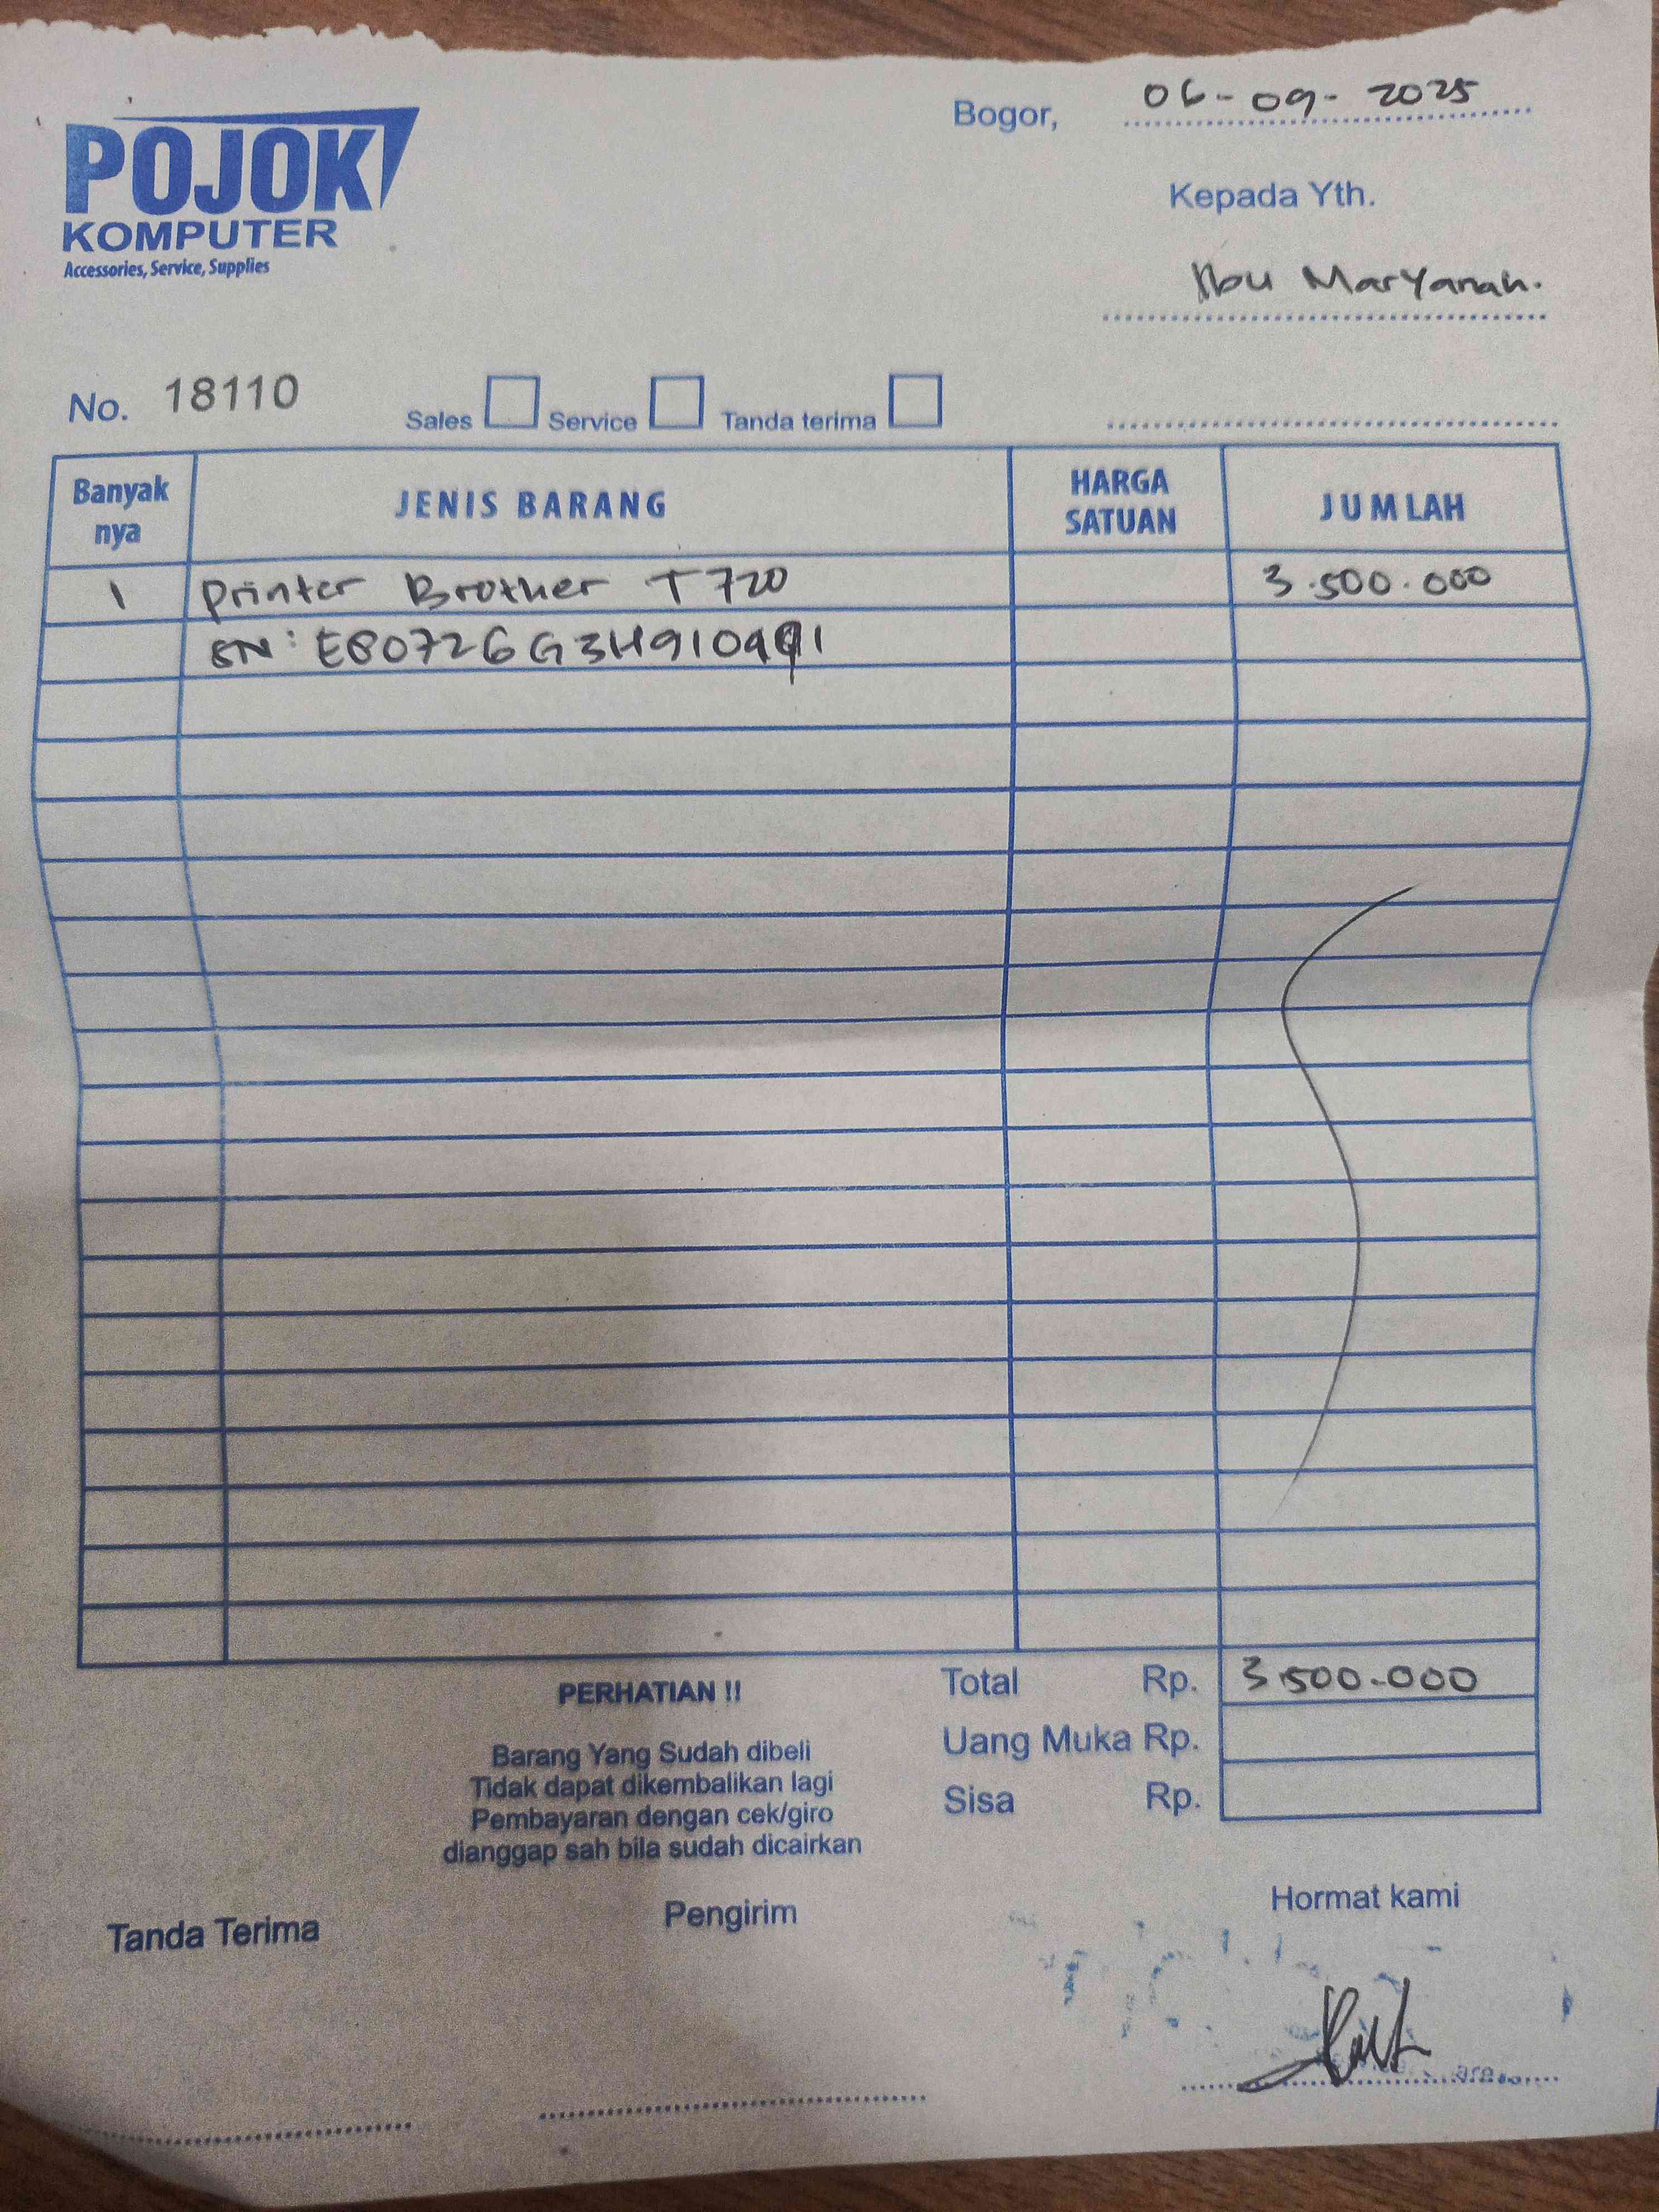 POJOK
KOMPUTER
Accessories, Service, Supplies
Bogor, 06-09-2025
Kepada Yth.
Ibu Maryanah.
No. 18110
Sales Service Tanda terima
Banyak nya JENIS BARANG HARGA SATUAN JUMLAH
1 Printer Brother T720 3.500.000
SN:
PERHATIAN !!
Barang Yang Sudah dibeli
Tidak dapat dikembalikan lagi
Pembayaran dengan cek/giro
dianggap sah bila sudah dicairkan
Total Rp. 3.500.000
Uang Muka Rp.
Sisa Rp.
Tanda Terima
Pengirim
Hormat kami